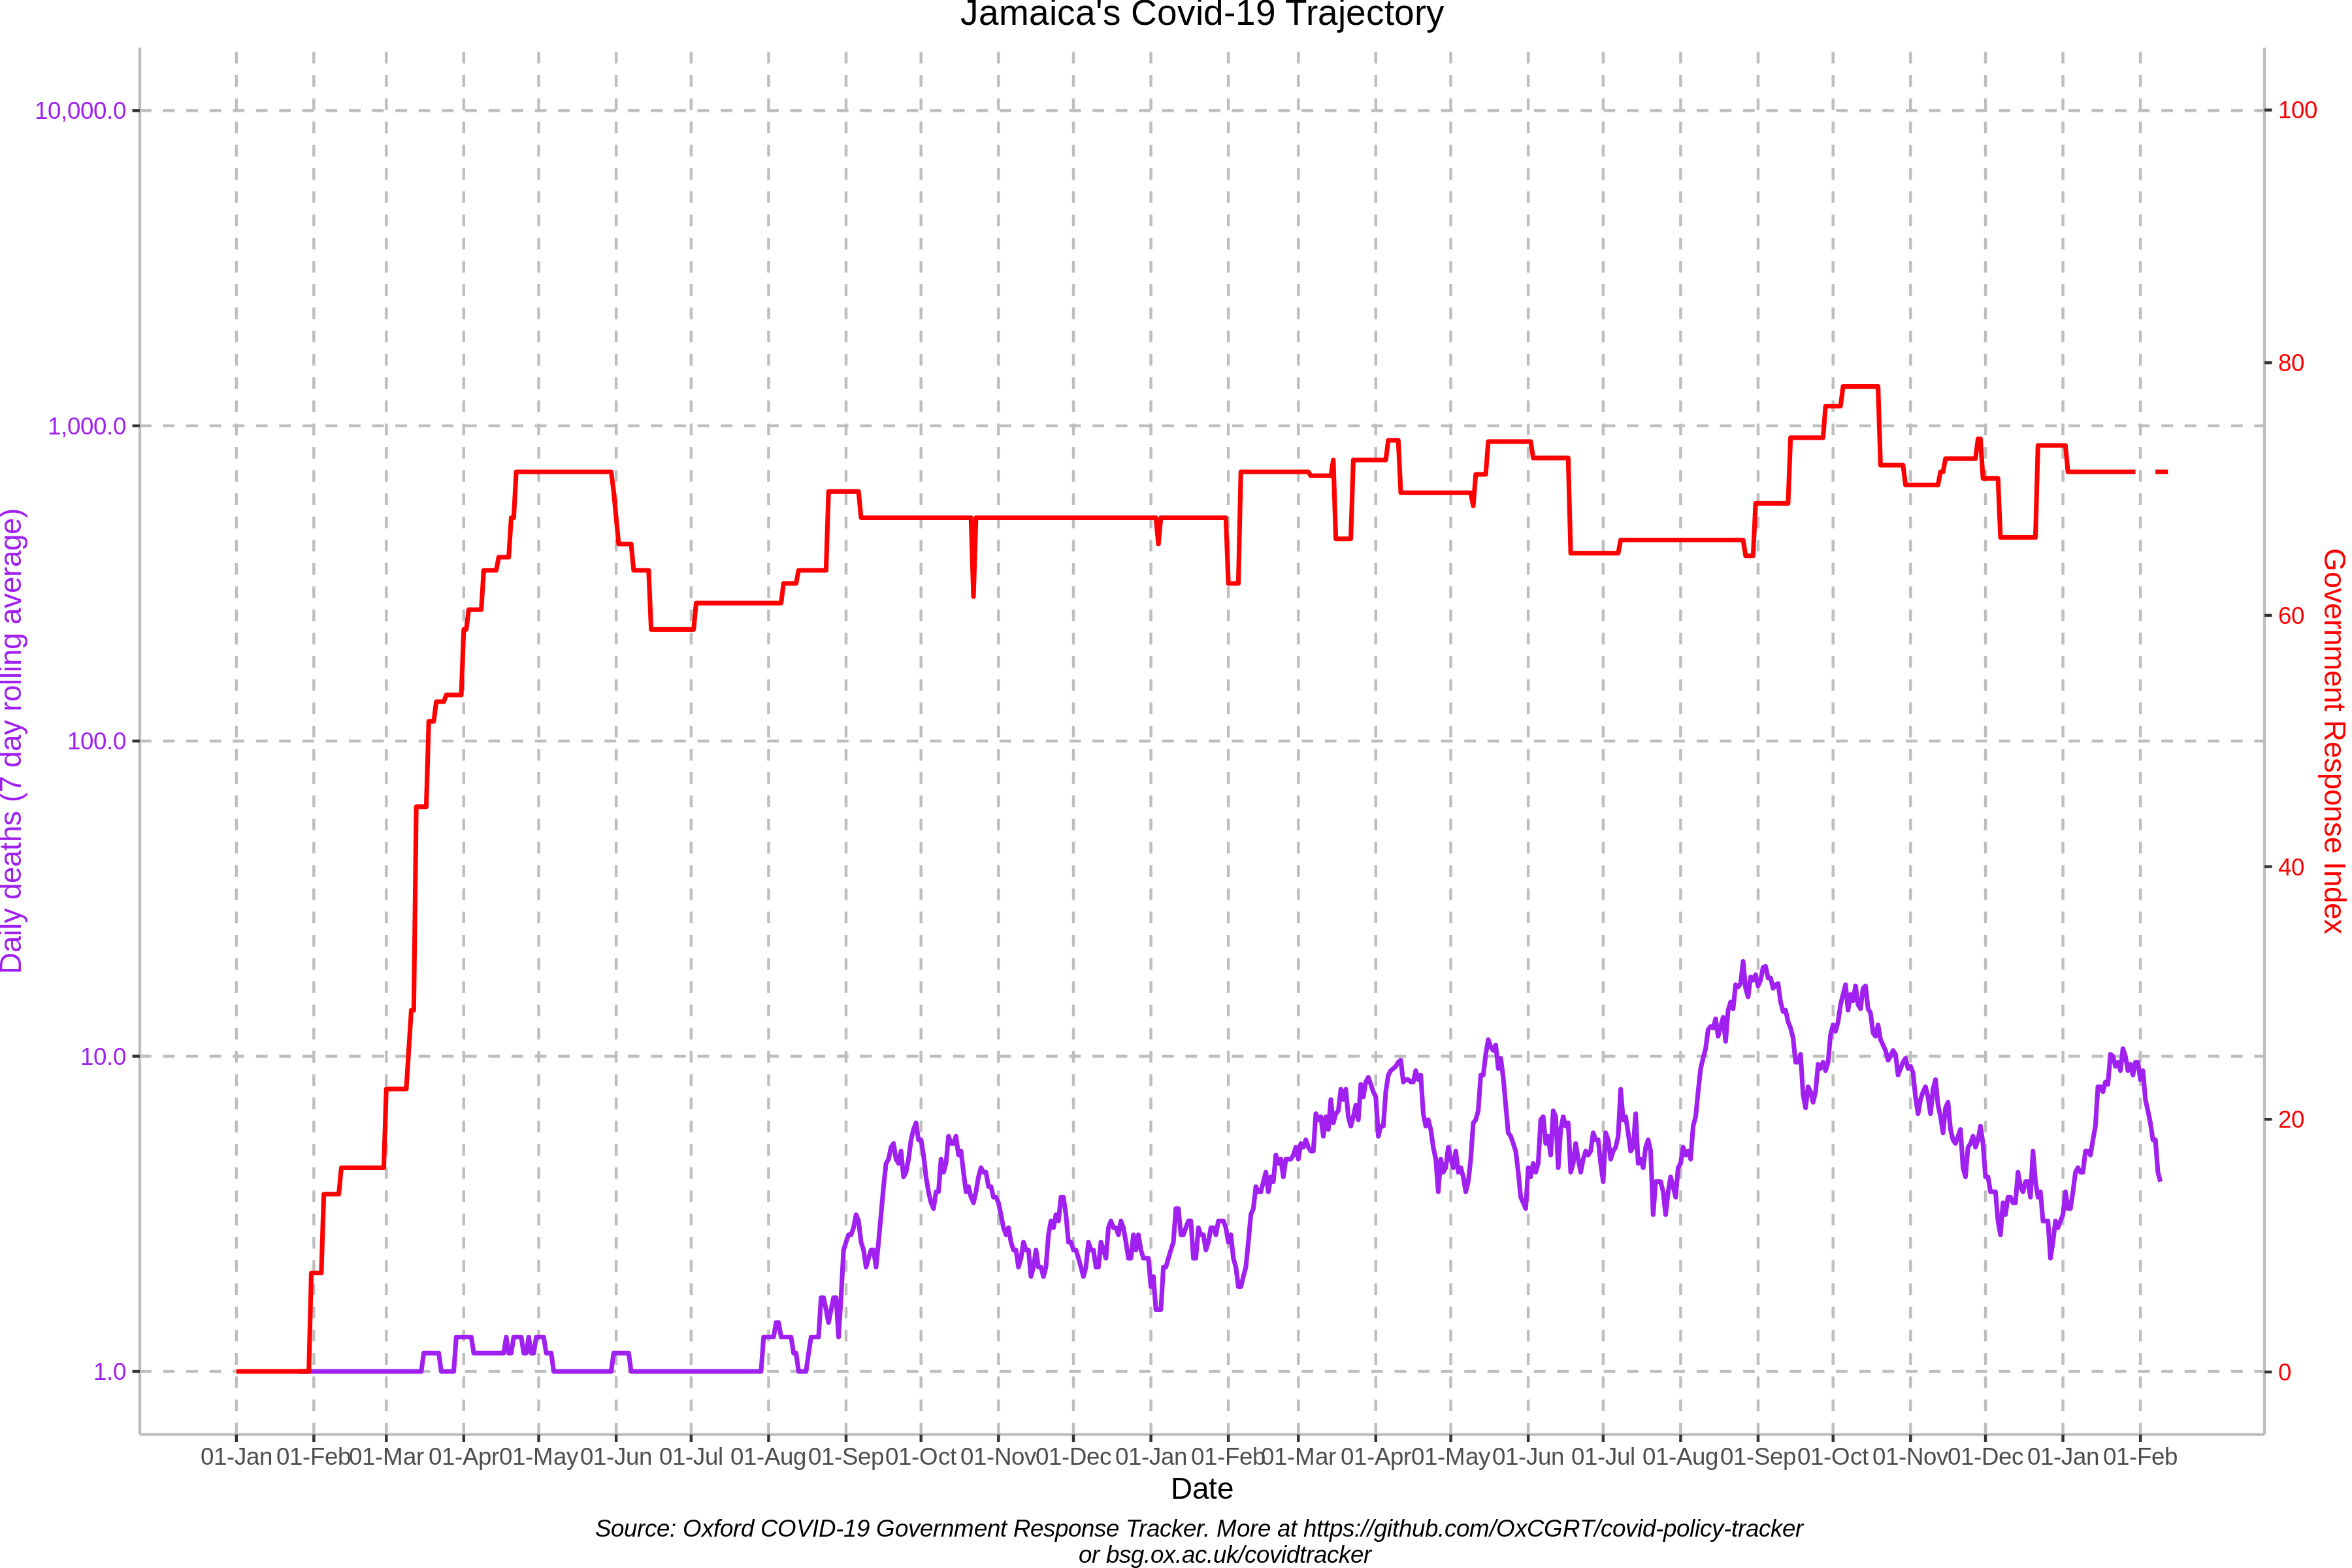 Jamaica's Covid-19 Trajectory
10,000.0
1,000.0
100.0
10.0
1.0
Daily deaths (7 day rolling average)
100
80
60
40
20
0
Government Response Index
01-Jan 01-Feb 01-Mar 01-Apr 01-May 01-Jun 01-Jul 01-Aug 01-Sep 01-Oct 01-Nov 01-Dec 01-Jan 01-Feb 01-Mar 01-Apr 01-May 01-Jun 01-Jul 01-Aug 01-Sep 01-Oct 01-Nov 01-Dec 01-Jan 01-Feb
Date
Source: Oxford COVID-19 Government Response Tracker. More at https://github.com/OxCGRT/covid-policy-tracker
or bsg.ox.ac.uk/covidtracker